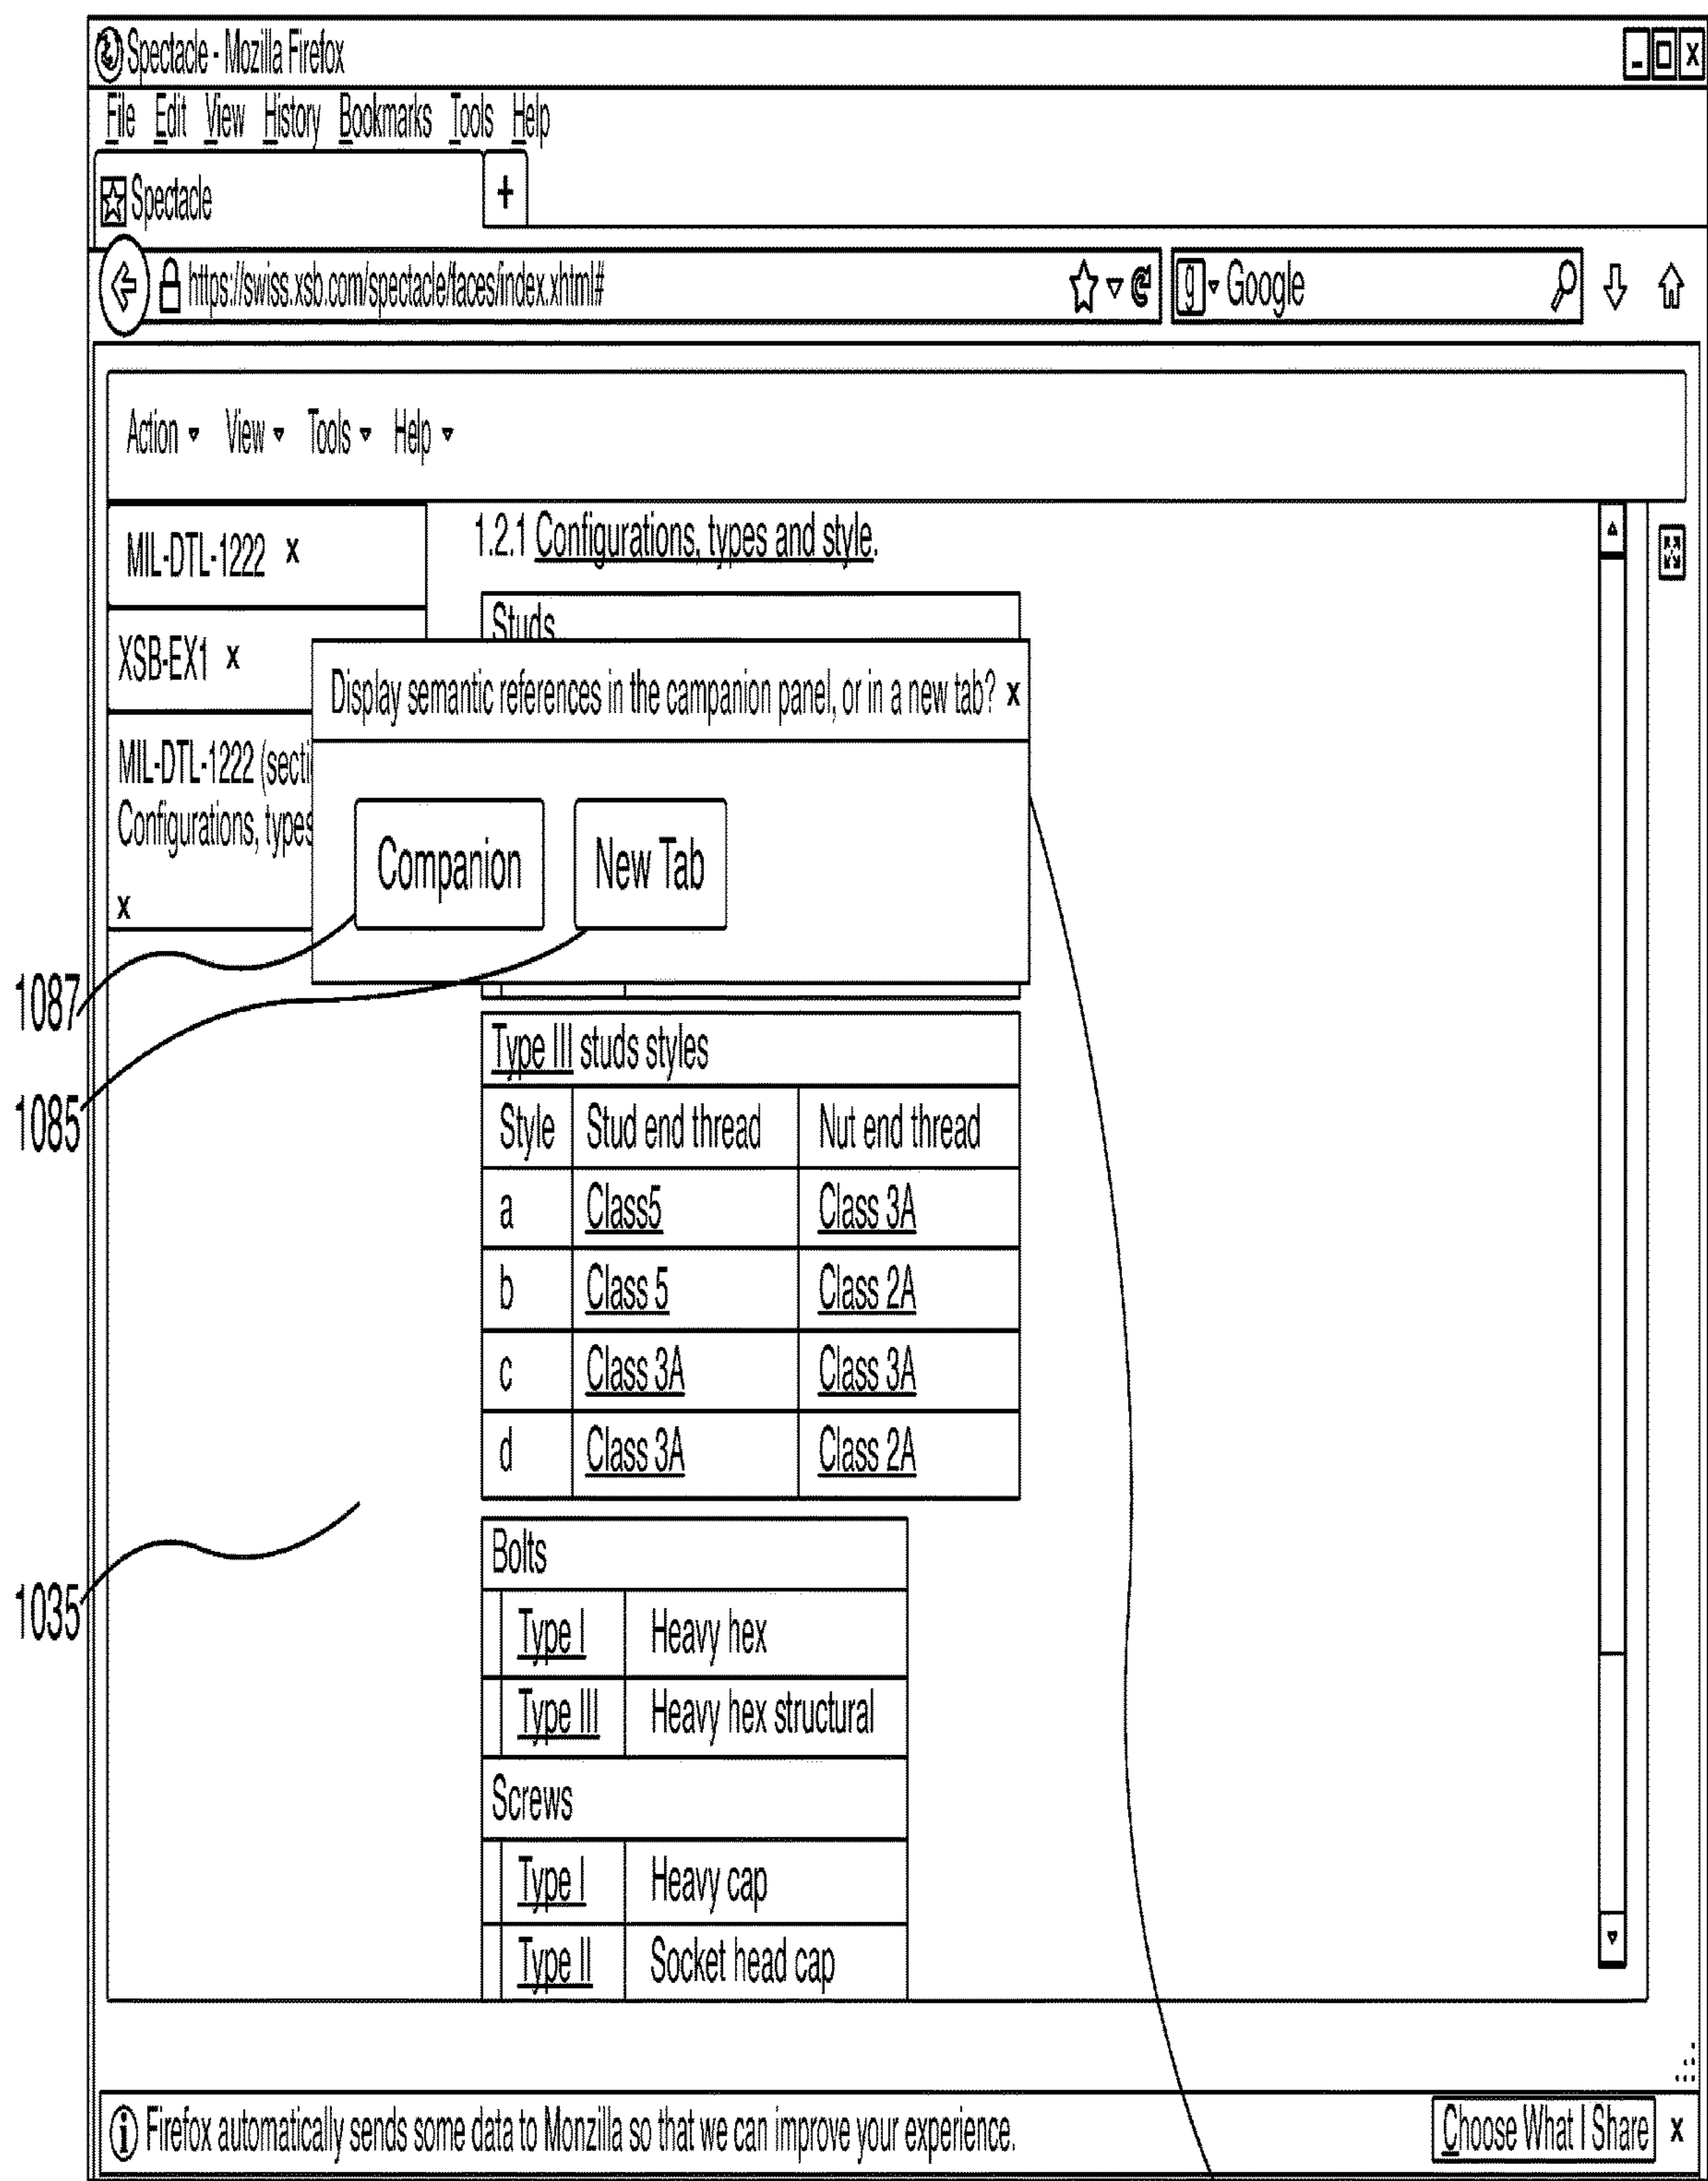 Spectacle - Mozilla Firefox
File Edit View History Bookmarks Tools Help
Spectacle +
https://swiss.xsb.com/spectacle/faces/index.xhtml# g Google
Action View Tools Help
MIL-DTL-1222 x
XSB-EX1 x
MIL-DTL-1222 (secti
Configurations, types
x
1.2.1 Configurations, types and style.
Studs
Display semantic references in the campanion panel, or in a new tab? x
Companion New Tab
1087
1085
1035
Type III studs styles
Style Stud end thread Nut end thread
a Class5 Class 3A
b Class 5 Class 2A
c Class 3A Class 3A
d Class 3A Class 2A
Bolts
Type I Heavy hex
Type III Heavy hex structural
Screws
Type I Heavy cap
Type II Socket head cap
Firefox automatically sends some data to Monzilla so that we can improve your experience. Choose What I Share x